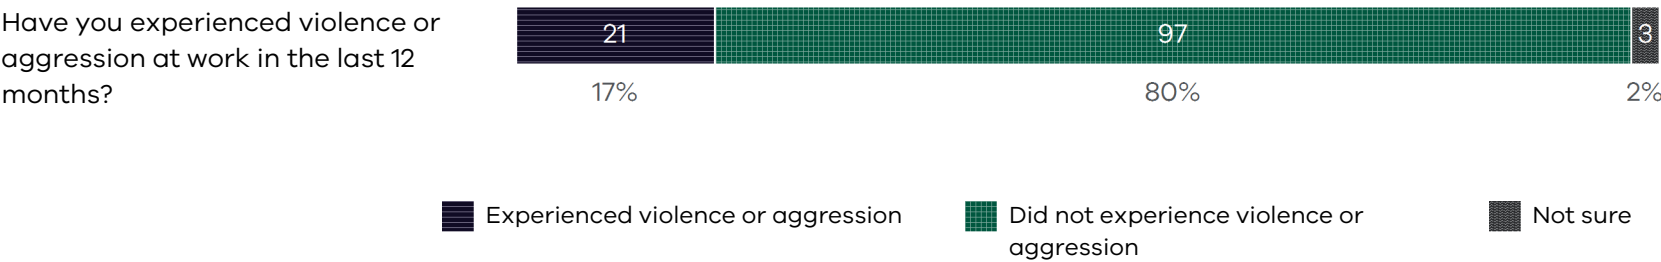 Have you experienced violence or
aggression at work in the last 12
months?
21
97
3
17%
80%
2%
Experienced violence or aggression
Did not experience violence or
aggression
Not sure